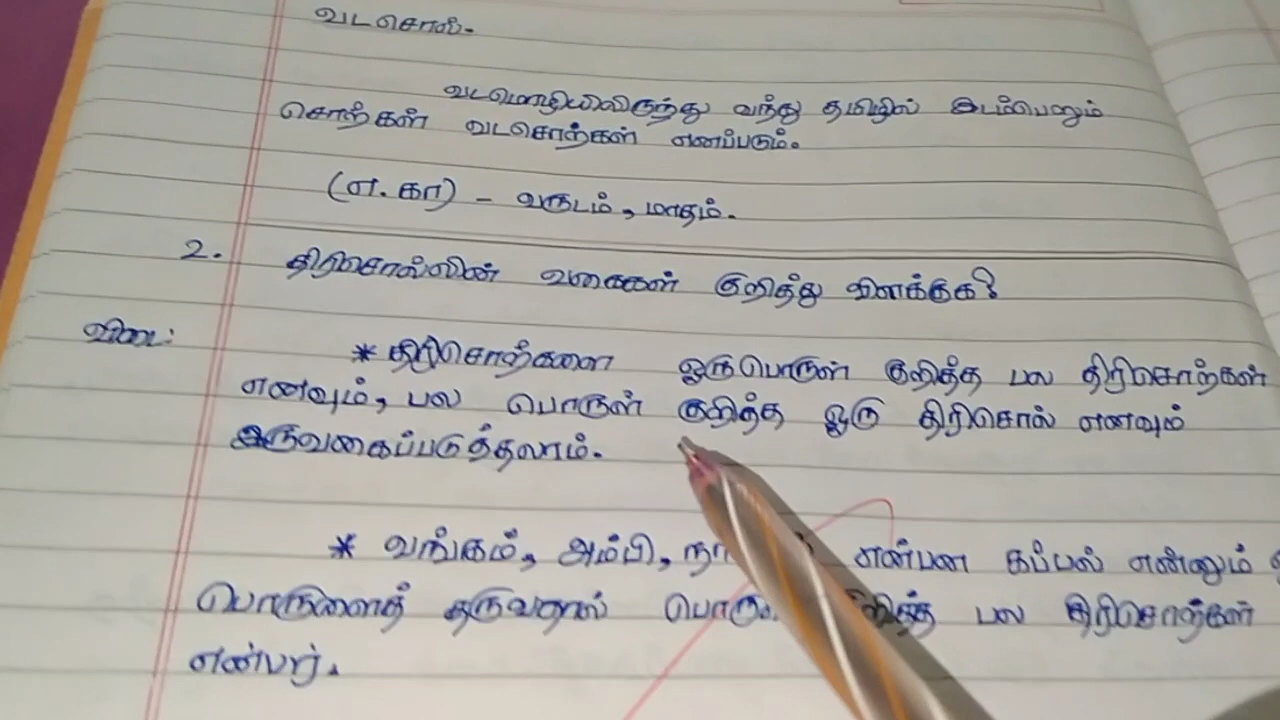 வடசொல்.
வடமொழியிலிருந்து வந்து தமிழில் இடம்பெறும்
சொற்கள் வடசொற்கள் எனப்படும்.
(எ.கா) - வருடம், மாதம்.
2. திரிசொல்லின் வகைகள் குறித்து விளக்குக?
விடை:
* திரிசொற்களை ஒருபொருள் குறித்த பல திரிசொற்கள்
எனவும், பல பொருள் குறித்த ஒரு திரிசொல் எனவும்
இருவகைப்படுத்தலாம்.
* வங்கம், அம்பி, என்பன கப்பல் என்னும்
பொருளைத் தருவதால் பல திரிசொற்கள்
என்பர்.